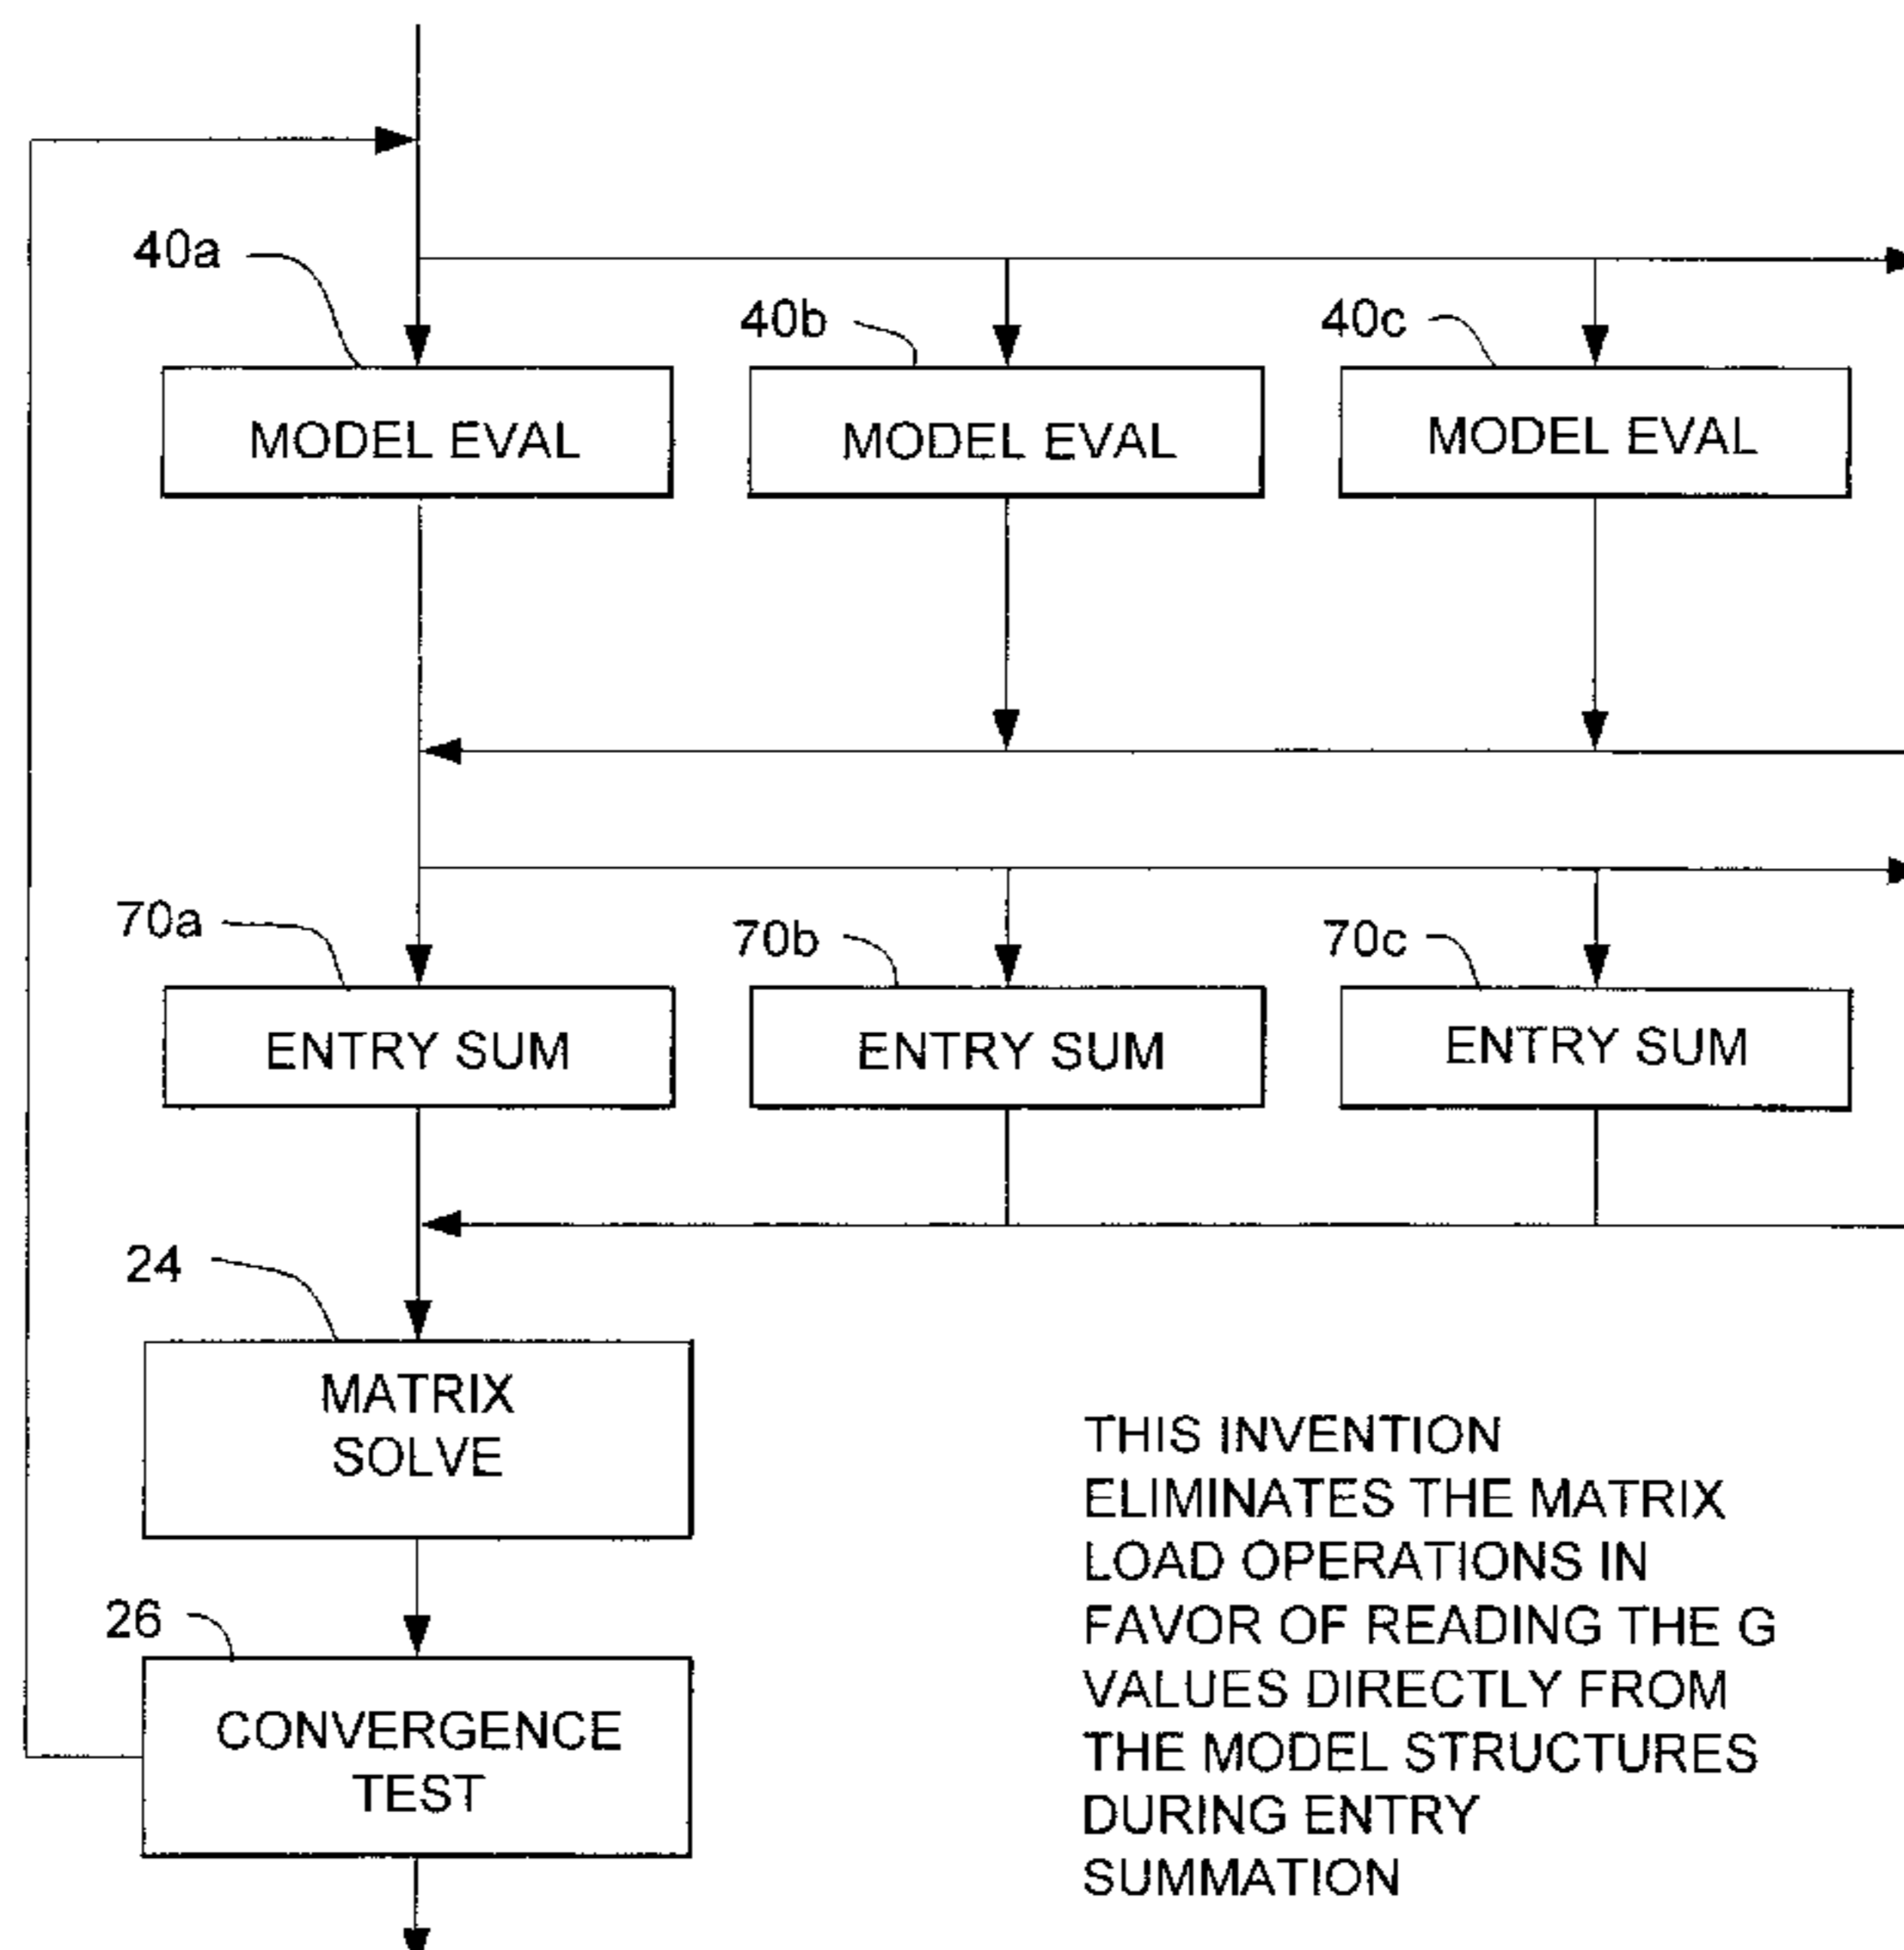 40a
40b
40c
MODEL EVAL
MODEL EVAL
MODEL EVAL
70a
70b
70c
ENTRY SUM
ENTRY SUM
ENTRY SUM
24
MATRIX
SOLVE
26
CONVERGENCE
TEST
THIS INVENTION
ELIMINATES THE MATRIX
LOAD OPERATIONS IN
FAVOR OF READING THE G
VALUES DIRECTLY FROM
THE MODEL STRUCTURES
DURING ENTRY
SUMMATION